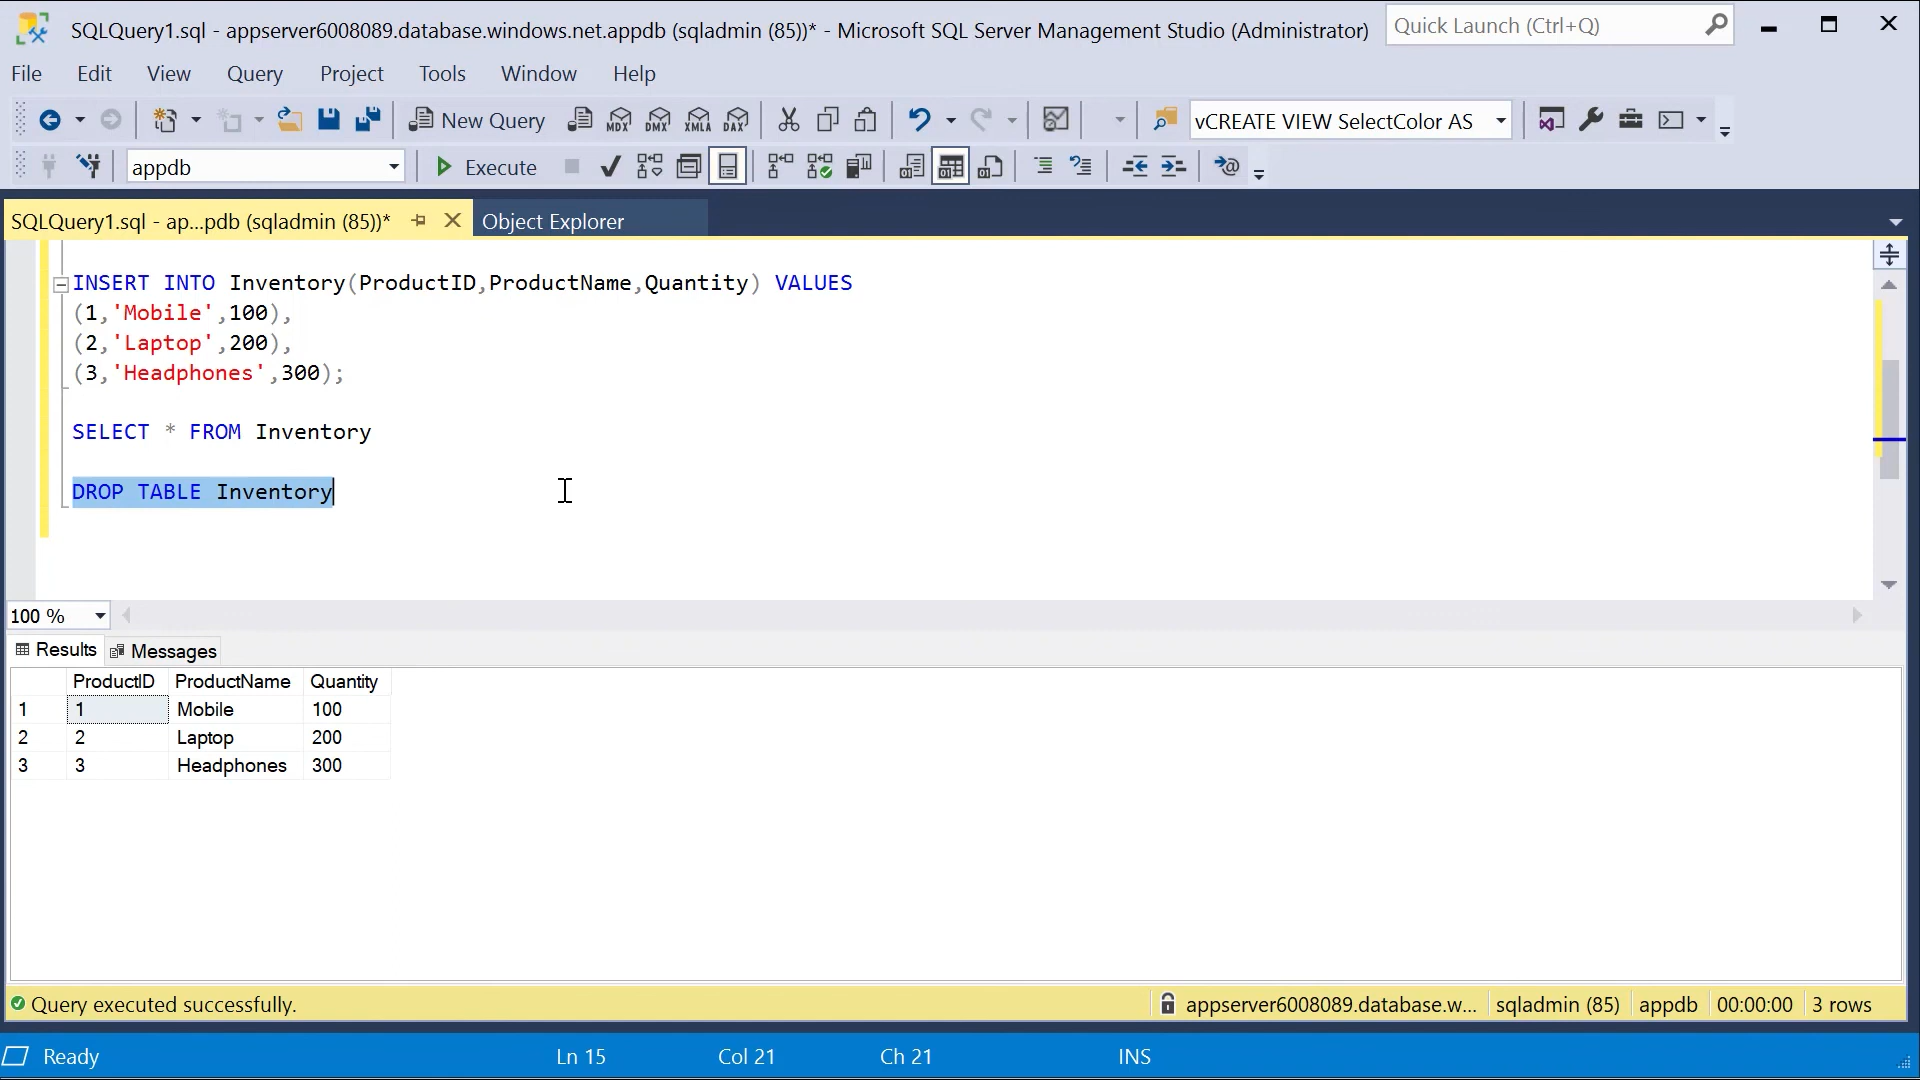 SQLQuery1.sql - appserver6008089.database.windows.net.appdb (sqladmin (85))* - Microsoft SQL Server Management Studio (Administrator)
Quick Launch (Ctrl+Q)
File Edit View Query Project Tools Window Help
New Query
MDX DMX XMLA DAX
vCREATE VIEW SelectColor AS
appdb
Execute
SQLQuery1.sql - ap...pdb (sqladmin (85))*
Object Explorer
INSERT INTO Inventory(ProductID,ProductName,Quantity) VALUES
(1,'Mobile',100),
(2,'Laptop',200),
(3,'Headphones',300);
SELECT * FROM Inventory
DROP TABLE Inventory
100 %
Results Messages
ProductID ProductName Quantity
1 1 Mobile 100
2 2 Laptop 200
3 3 Headphones 300
Query executed successfully.
appserver6008089.database.w... sqladmin (85) appdb 00:00:00 3 rows
Ready Ln 15 Col 21 Ch 21 INS